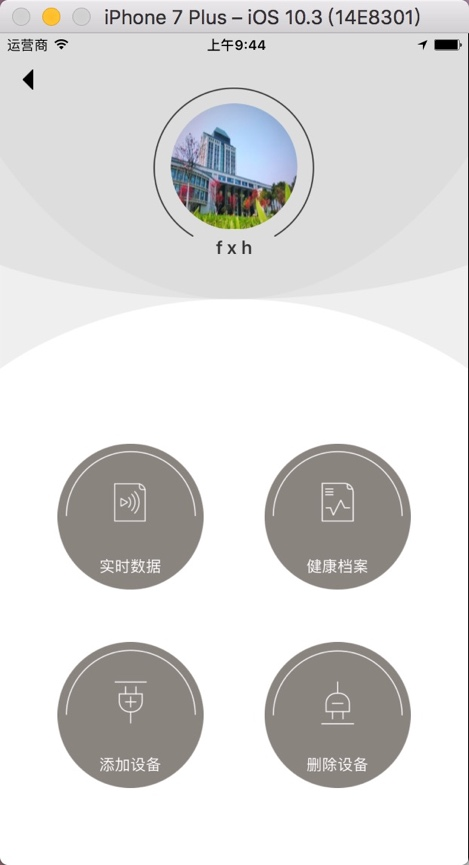 iPhone 7 Plus – iOS 10.3 (14E8301)
运营商 上午9:44
f x h
实时数据 健康档案
添加设备 删除设备